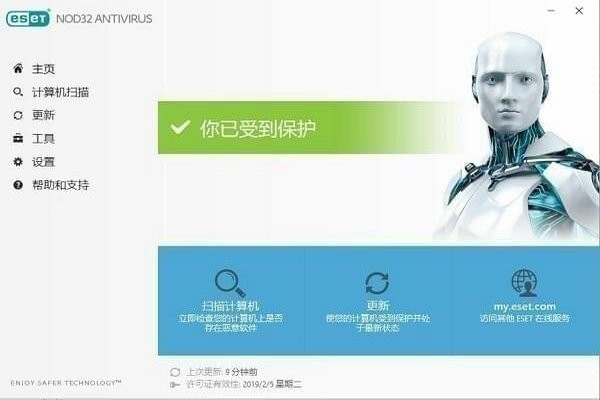 eset NOD32 ANTIVIRUS
主页
计算机扫描
更新
工具
设置
帮助和支持
你已受到保护
扫描计算机
立即检查您的计算机上是否
存在恶意软件
更新
使您的计算机受到保护并处
于最新状态
my.eset.com
访问其他 ESET 在线服务
上次更新: 9 分钟前
许可证有效性: 2019/2/5 星期二
ENJOY SAFER TECHNOLOGY™